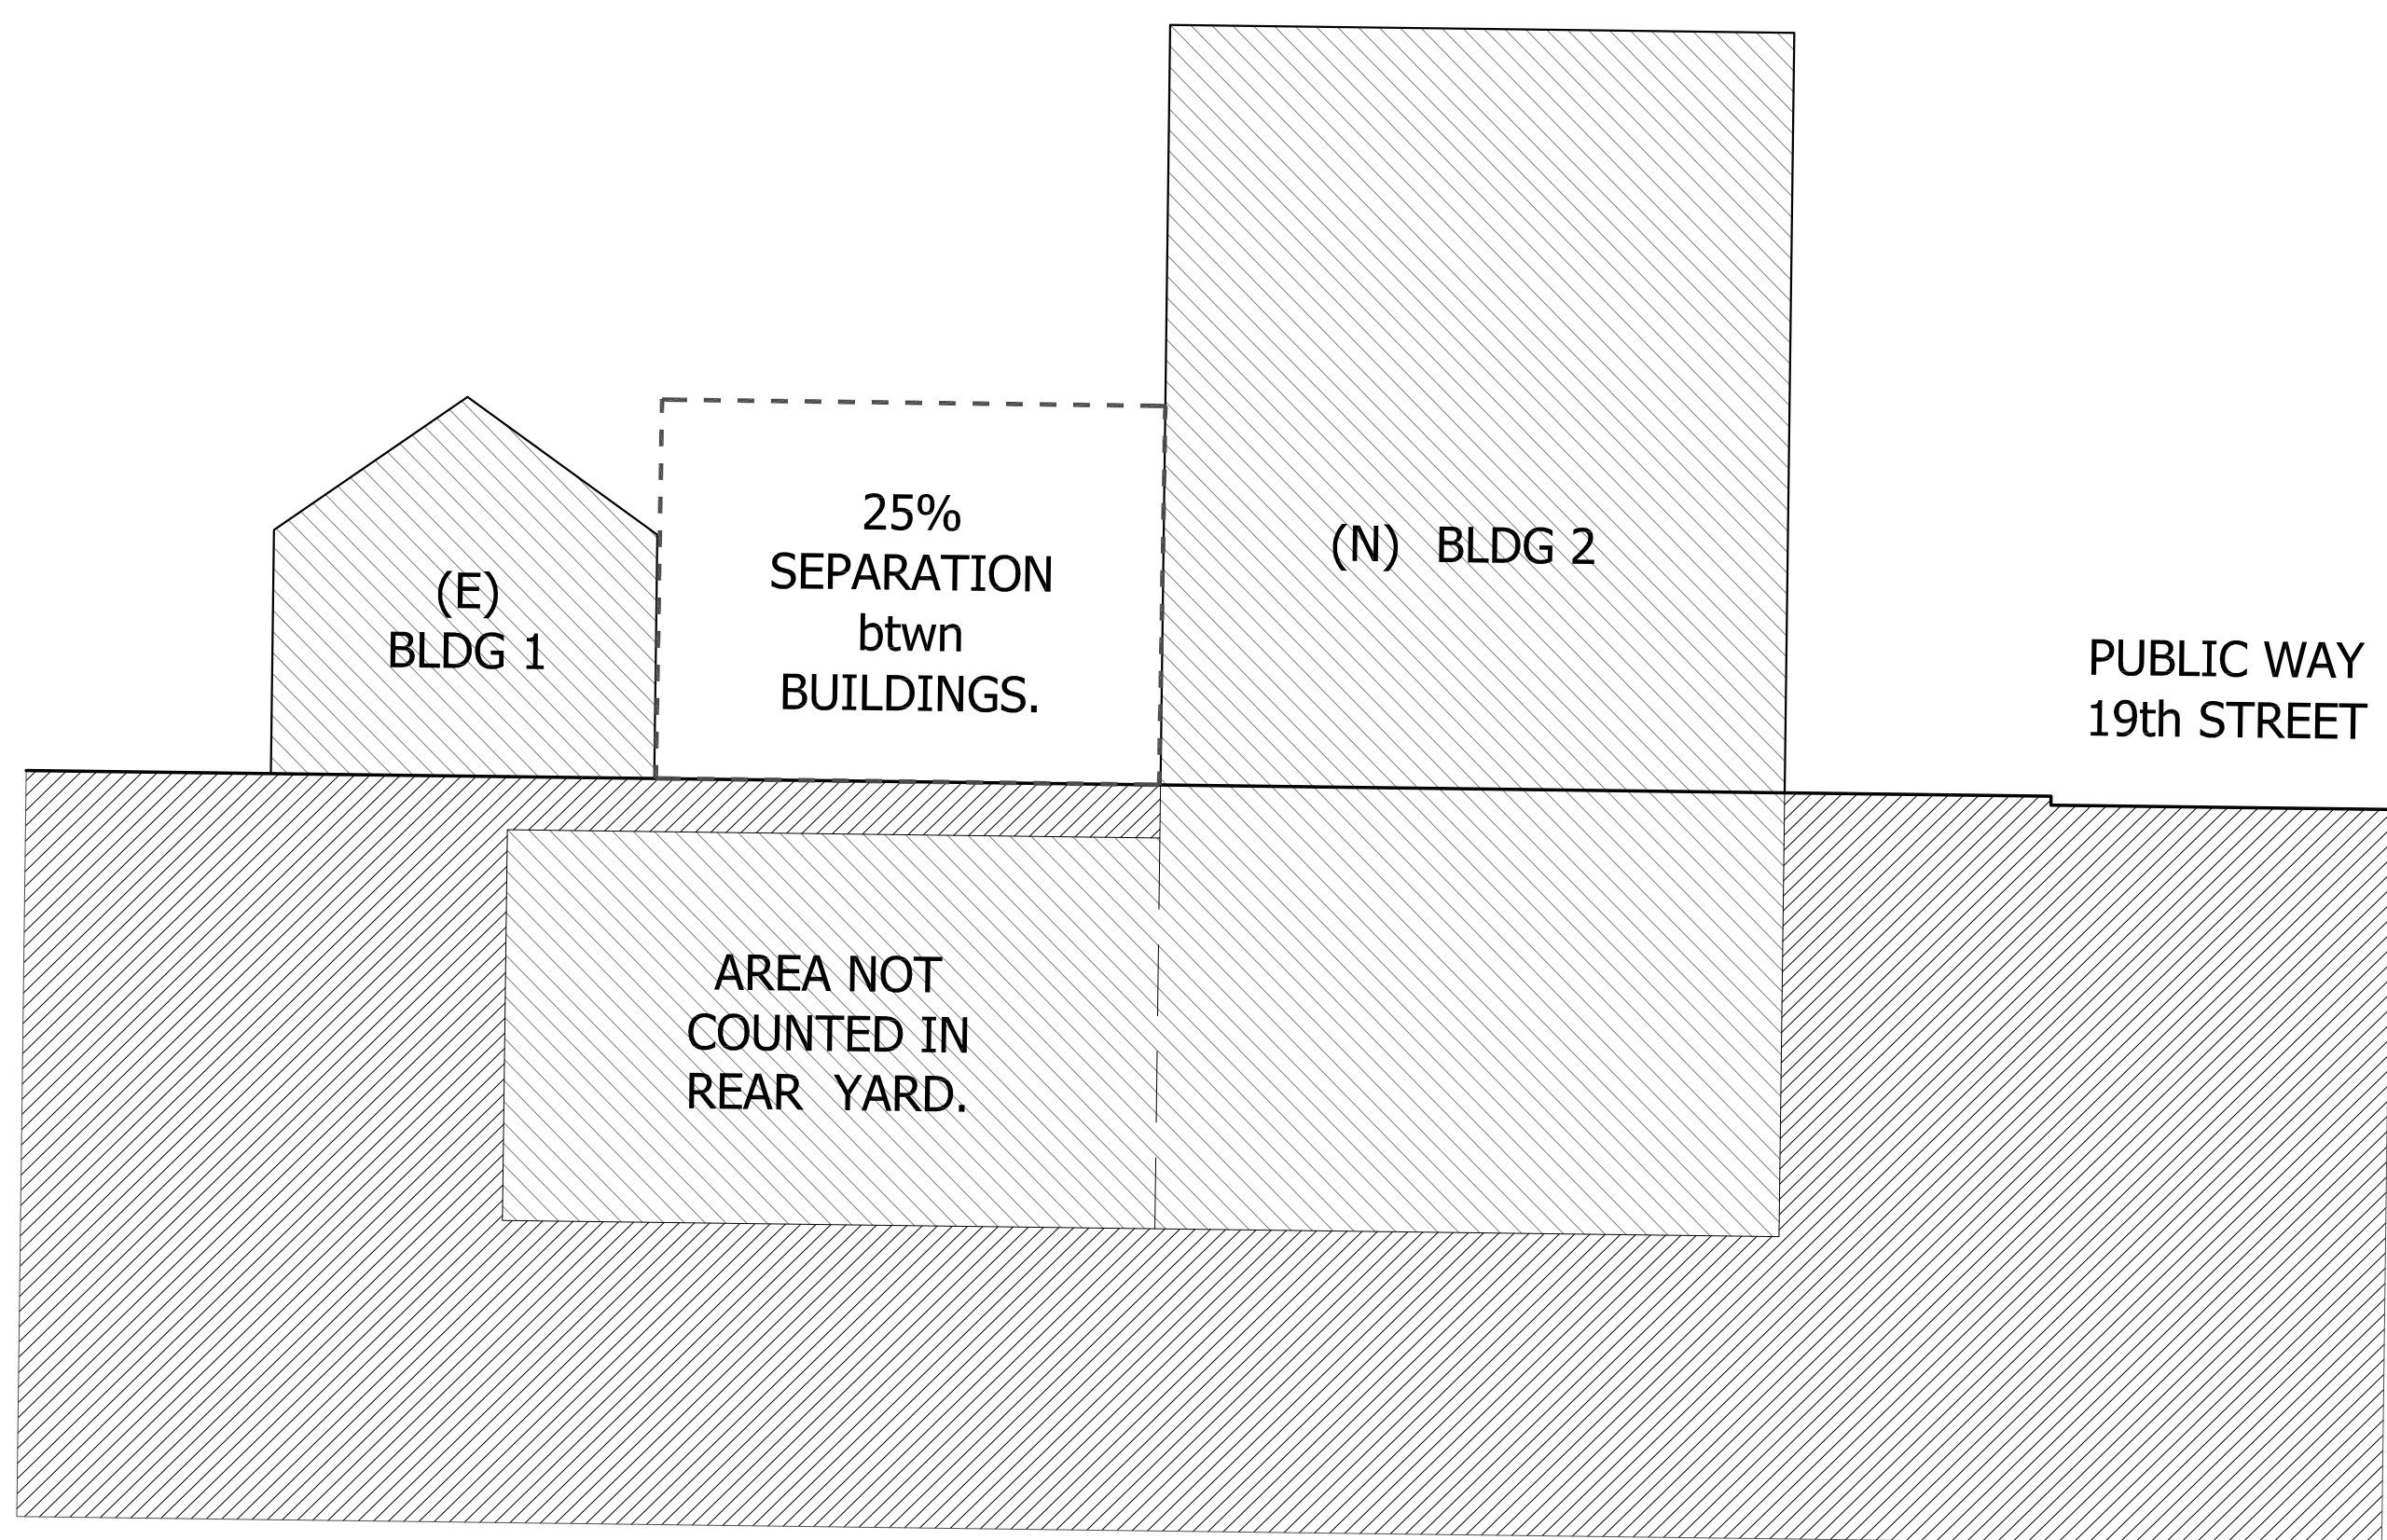 25%
SEPARATION
btwn
BUILDINGS.
(E)
BLDG 1
(N) BLDG 2
PUBLIC WAY
19th STREET
AREA NOT
COUNTED IN
REAR YARD.